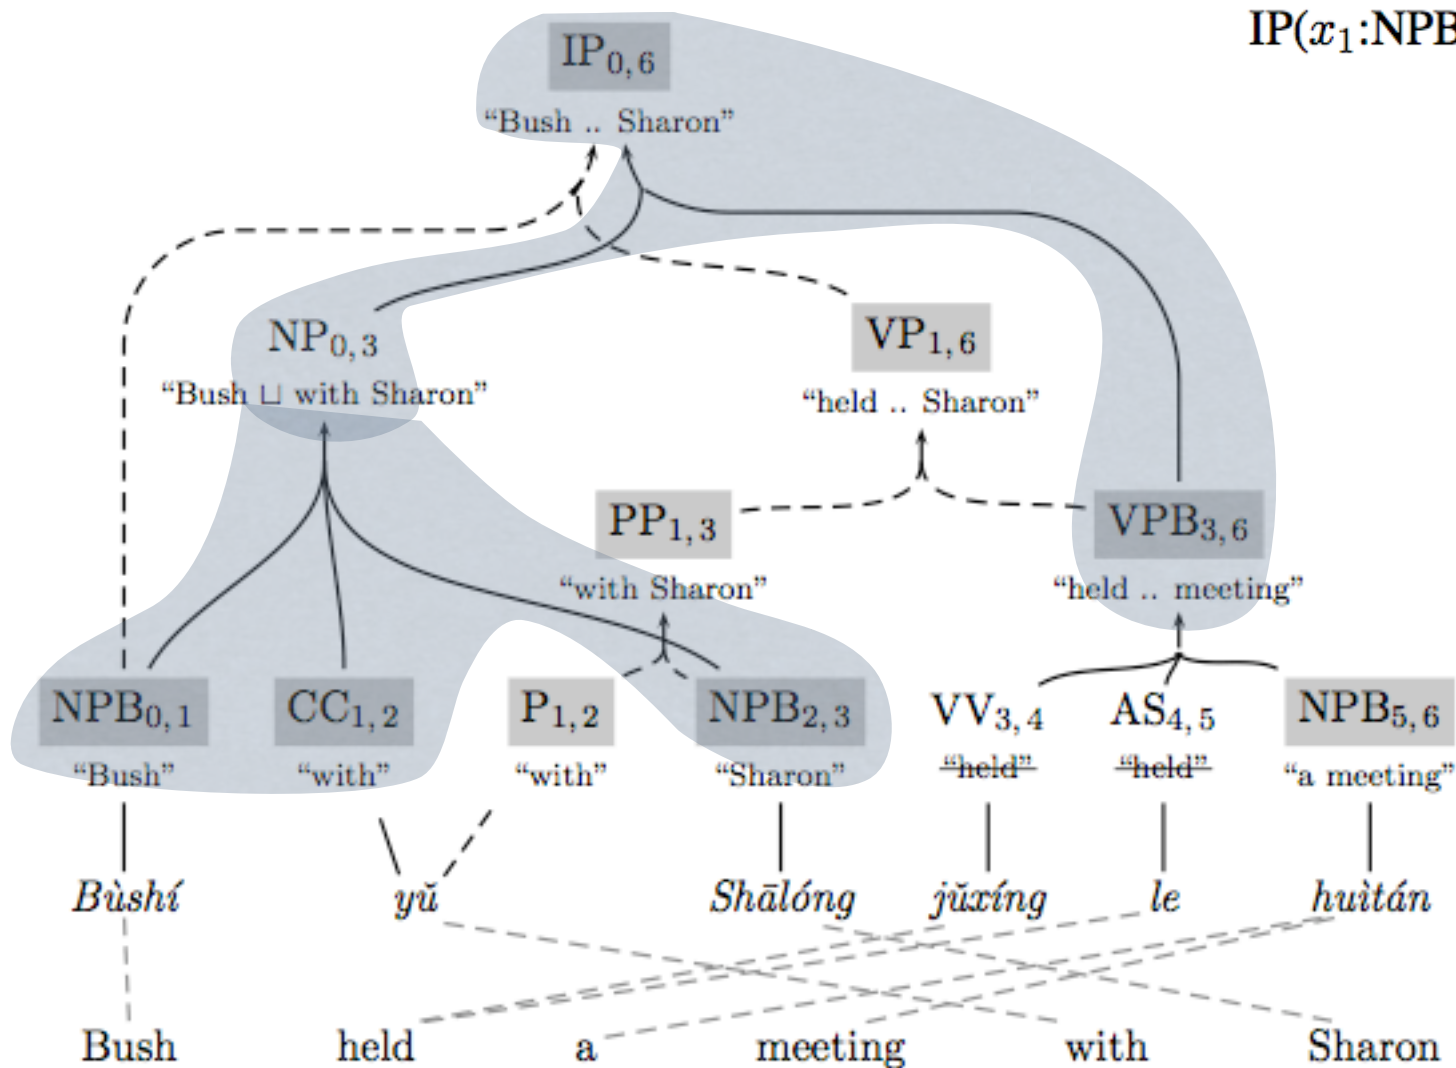 IP(x₁:NPB
IP₀,₆
“Bush .. Sharon”
NP₀,₃
VP₁,₆
“Bush ⊔ with Sharon”
“held .. Sharon”
PP₁,₃
VPB₃,₆
“with Sharon”
“held .. meeting”
NPB₀,₁ CC₁,₂ P₁,₂ NPB₂,₃ VV₃,₄ AS₄,₅ NPB₅,₆
“Bush” “with” “with” “Sharon” “held” “held” “a meeting”
Bùshí yǔ Shālóng jǔxíng le huìtán
Bush held a meeting with Sharon